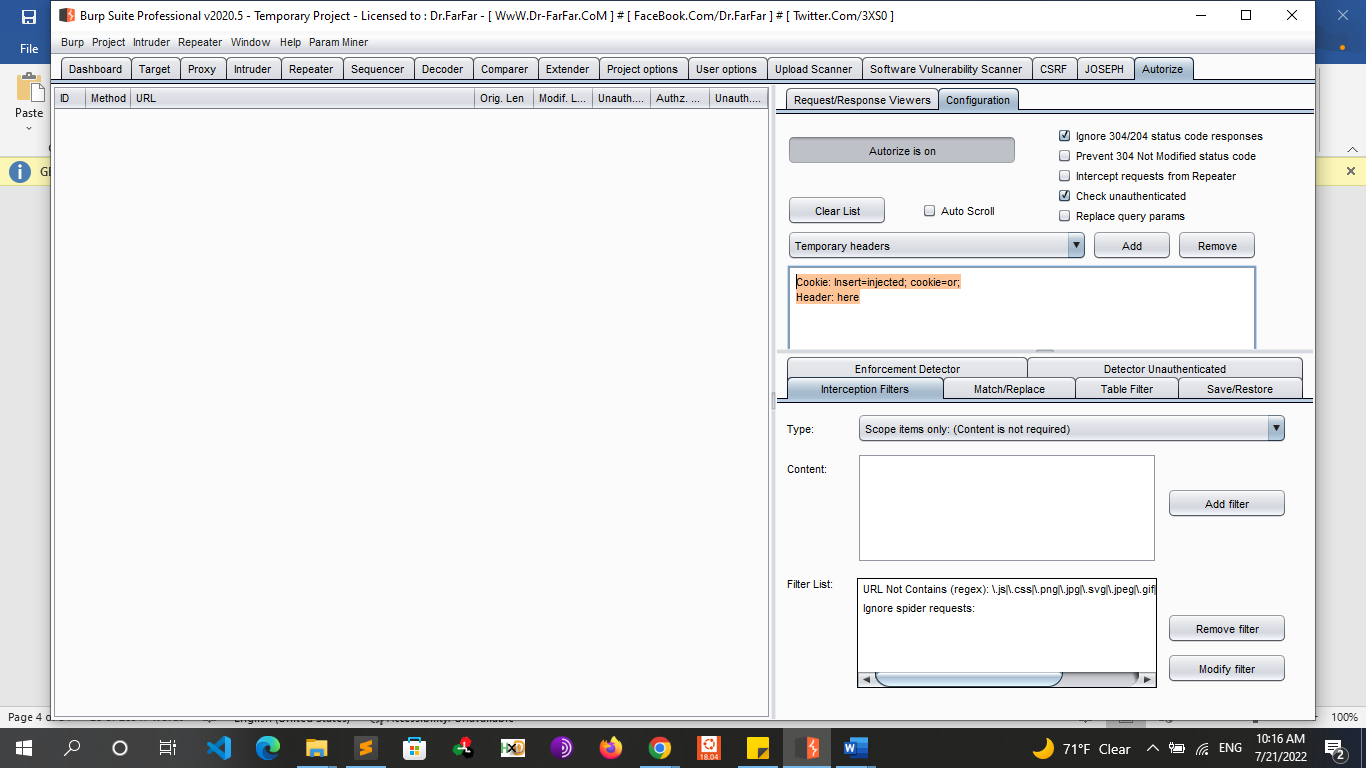 Burp Suite Professional v2020.5 - Temporary Project - Licensed to : Dr.FarFar - [ WwW.Dr-FarFar.CoM ] # [ FaceBook.Com/Dr.FarFar ] # [ Twitter.Com/3XS0 ]
File
Burp Project Intruder Repeater Window Help Param Miner
Dashboard Target Proxy Intruder Repeater Sequencer Decoder Comparer Extender Project options User options Upload Scanner Software Vulnerability Scanner CSRF JOSEPH Autorize
Paste
ID Method URL Orig. Len Modif. L... Unauth.... Authz. ... Unauth....
Request/Response Viewers Configuration
Autorize is on
Ignore 304/204 status code responses
Prevent 304 Not Modified status code
Intercept requests from Repeater
Check unauthenticated
Replace query params
Clear List
Auto Scroll
Temporary headers
Add
Remove
Cookie: Insert=injected; cookie=or;
Header: here
Enforcement Detector Detector Unauthenticated
Interception Filters Match/Replace Table Filter Save/Restore
Type:
Scope items only: (Content is not required)
Content:
Add filter
Filter List:
URL Not Contains (regex): \.js|\.css|\.png|\.jpg|\.svg|\.jpeg|\.gif|
Ignore spider requests:
Remove filter
Modify filter
Page 4 of
100%
18.04
71°F Clear
ENG
10:16 AM
7/21/2022
2